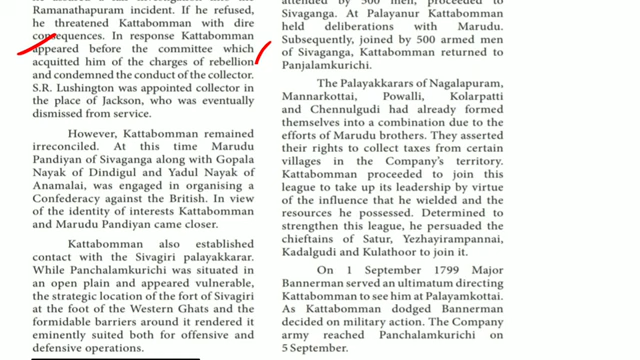 he ordered a fair investigation into the
Ramanathapuram incident. If he refused,
he threatened Kattabomman with dire
consequences. In response Kattabomman
appeared before the committee which
acquitted him of the charges of rebellion
and condemned the conduct of the collector.
S.R. Lushington was appointed collector in
the place of Jackson, who was eventually
dismissed from service.
However, Kattabomman remained
irreconciled. At this time Marudu
Pandiyan of Sivaganga along with Gopala
Nayak of Dindigul and Yadul Nayak of
Anamalai, was engaged in organising a
Confederacy against the British. In view
of the identity of interests Kattabomman
and Marudu Pandiyan came closer.
Kattabomman also established
contact with the Sivagiri palayakkarar.
While Panchalamkurichi was situated in
an open plain and appeared vulnerable,
the strategic location of the fort of Sivagiri
at the foot of the Western Ghats and the
formidable barriers around it rendered it
eminently suited both for offensive and
defensive operations.
attended by 500 men, proceeded to
Sivaganga. At Palayanur Kattabomman
held deliberations with Marudu.
Subsequently, joined by 500 armed men
of Sivaganga, Kattabomman returned to
Panjalamkurichi.
The Palayakkarars of Nagalapuram,
Mannarkottai, Powalli, Kolarpatti
and Chennulgudi had already formed
themselves into a combination due to the
efforts of Marudu brothers. They asserted
their rights to collect taxes from certain
villages in the Company's territory.
Kattabomman proceeded to join this
league to take up its leadership by virtue
of the influence that he wielded and the
resources he possessed. Determined to
strengthen this league, he persuaded the
chieftains of Satur, Yezhayirampannai,
Kadalgudi and Kulathoor to join it.
On 1 September 1799 Major
Bannerman served an ultimatum directing
Kattabomman to see him at Palayamkottai.
As Kattabomman dodged Bannerman
decided on military action. The Company
army reached Panchalamkurichi on
5 September.